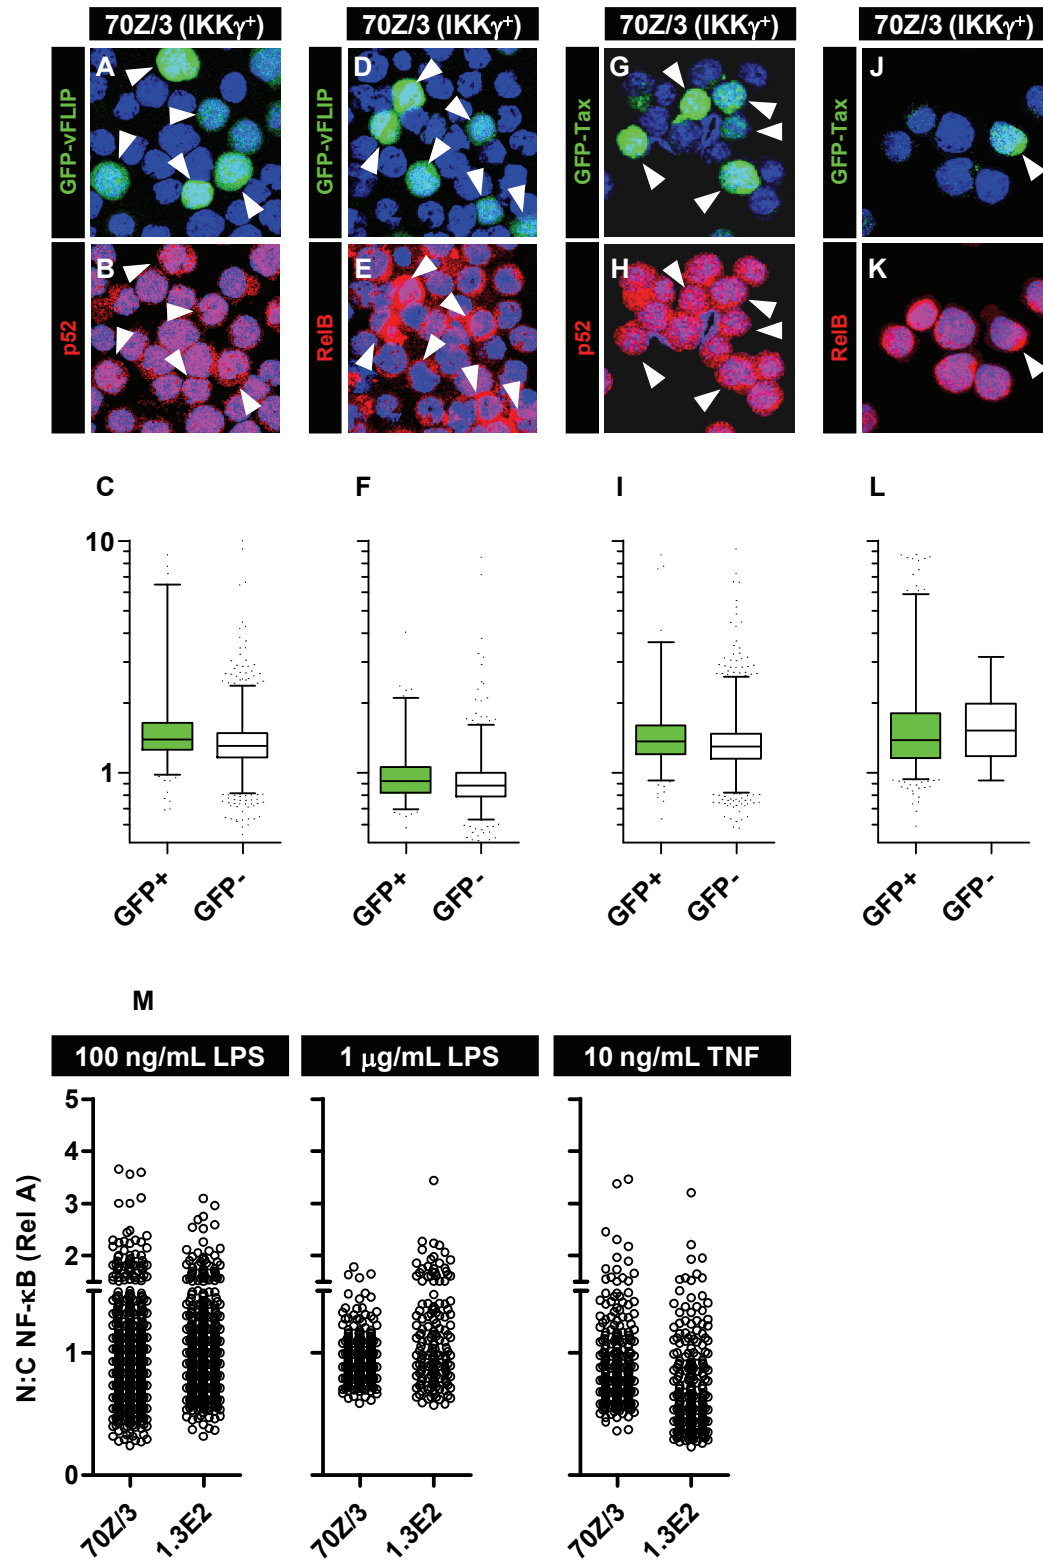 70Z/3 (IKKγ⁺) 70Z/3 (IKKγ⁺) 70Z/3 (IKKγ⁺) 70Z/3 (IKKγ⁺)
GFP-vFLIP A GFP-vFLIP D GFP-Tax G GFP-Tax J
p52 B RelB E p52 H RelB K
C F I L
10
1
GFP+ GFP- GFP+ GFP- GFP+ GFP- GFP+ GFP-
M
100 ng/mL LPS 1 μg/mL LPS 10 ng/mL TNF
N:C NF-κB (Rel A)
5
4
3
2
1
0
70Z/3 1.3E2 70Z/3 1.3E2 70Z/3 1.3E2